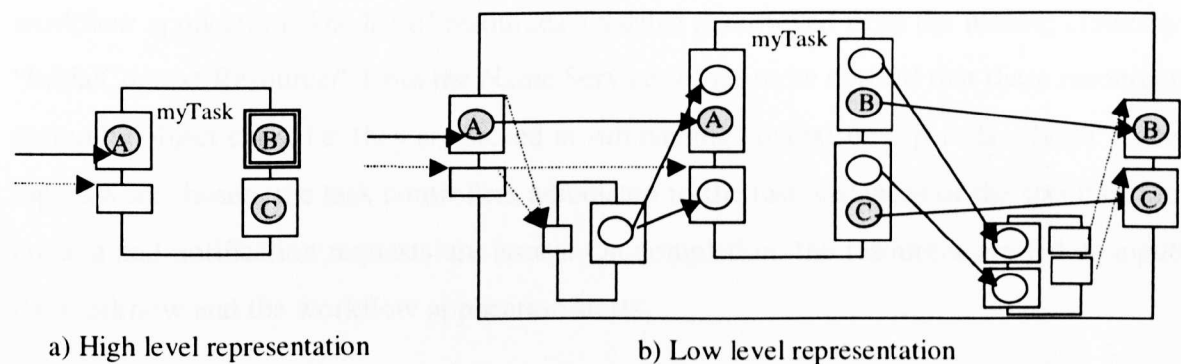 myTask
A
B
C
a) High level representation
myTask
A
A
B
C
B
C
b) Low level representation